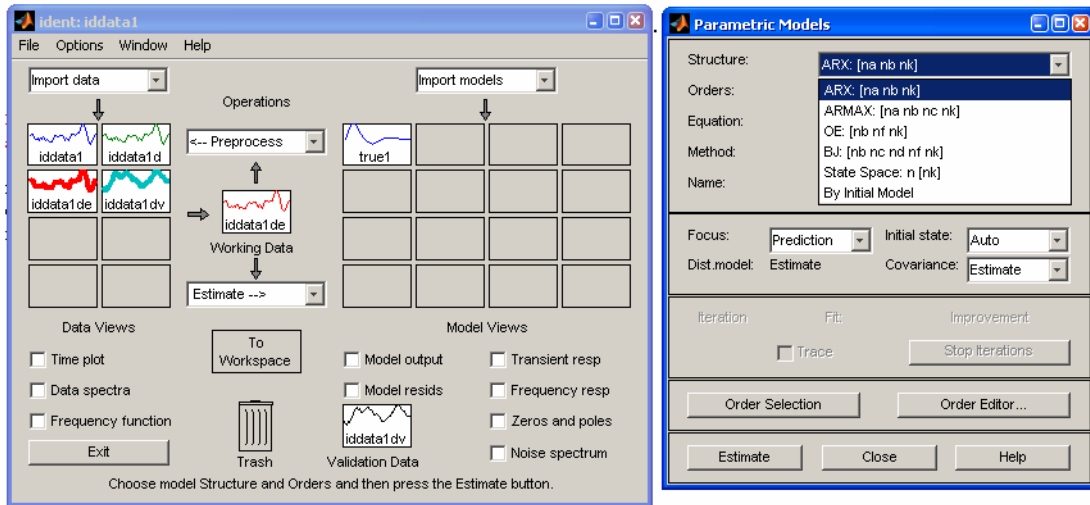 ident: iddata1
File Options Window Help
Import data
Import models
Operations
<-- Preprocess
iddata1 iddata1d
true1
iddata1de iddata1dv
iddata1de
Working Data
Estimate -->
Data Views
Model Views
To
Workspace
Time plot
Data spectra
Frequency function
Model output
Transient resp
Model resids
Frequency resp
Zeros and poles
Noise spectrum
iddata1dv
Exit
Trash
Validation Data
Choose model Structure and Orders and then press the Estimate button.
Parametric Models
Structure: ARX: [na nb nk]
Orders:
Equation:
Method:
Name:
ARX: [na nb nk]
ARMAX: [na nb nc nk]
OE: [nb nf nk]
BJ: [nb nc nd nf nk]
State Space: n [nk]
By Initial Model
Focus: Prediction Initial state: Auto
Dist.model: Estimate Covariance: Estimate
Iteration Fit: Improvement
Trace Stop Iterations
Order Selection Order Editor...
Estimate Close Help